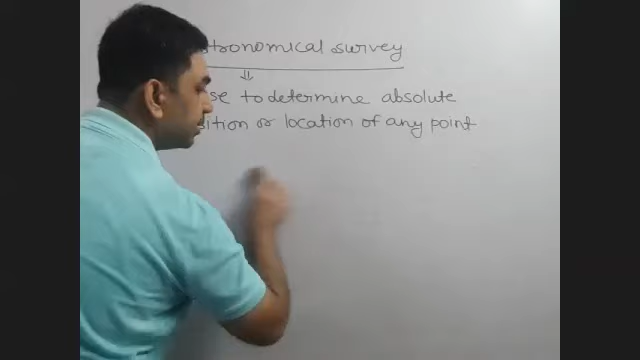 stronomical survey
se to determine absolute
sition or location of any point